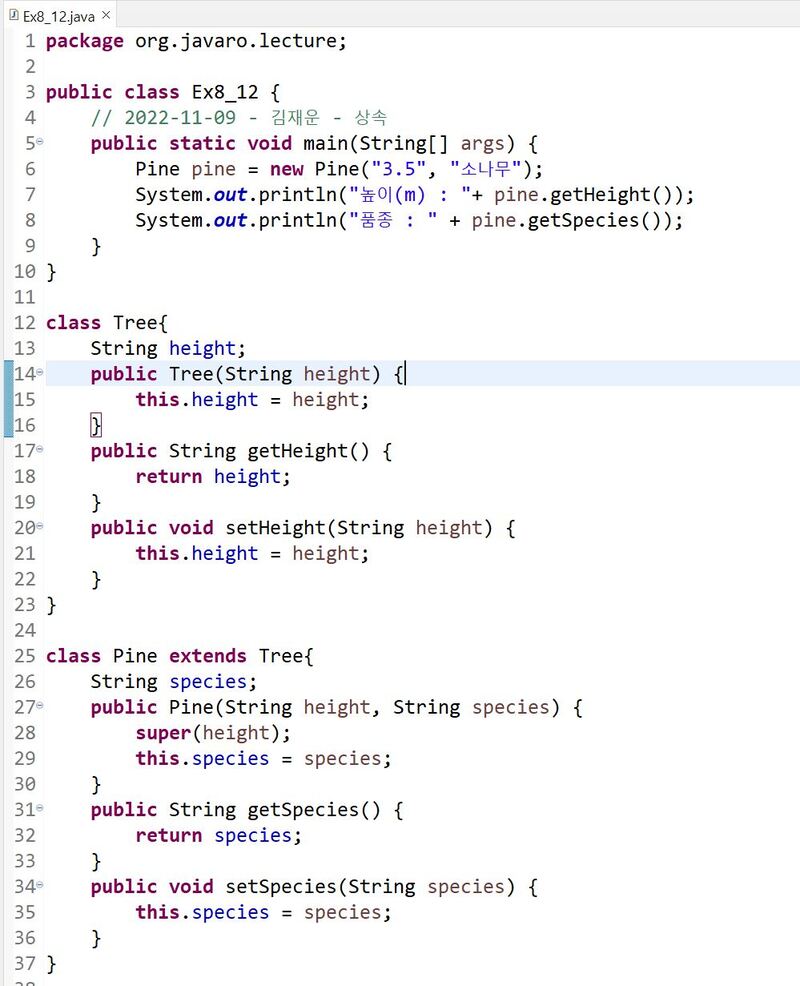 Ex8_12.java
1 package org.javaro.lecture;
2
3 public class Ex8_12 {
4     // 2022-11-09 - 김재운 - 상속
5     public static void main(String[] args) {
6         Pine pine = new Pine("3.5", "소나무");
7         System.out.println("높이(m) : "+ pine.getHeight());
8         System.out.println("품종 : " + pine.getSpecies());
9     }
10 }
11
12 class Tree{
13     String height;
14     public Tree(String height) {
15         this.height = height;
16     }
17     public String getHeight() {
18         return height;
19     }
20     public void setHeight(String height) {
21         this.height = height;
22     }
23 }
24
25 class Pine extends Tree{
26     String species;
27     public Pine(String height, String species) {
28         super(height);
29         this.species = species;
30     }
31     public String getSpecies() {
32         return species;
33     }
34     public void setSpecies(String species) {
35         this.species = species;
36     }
37 }